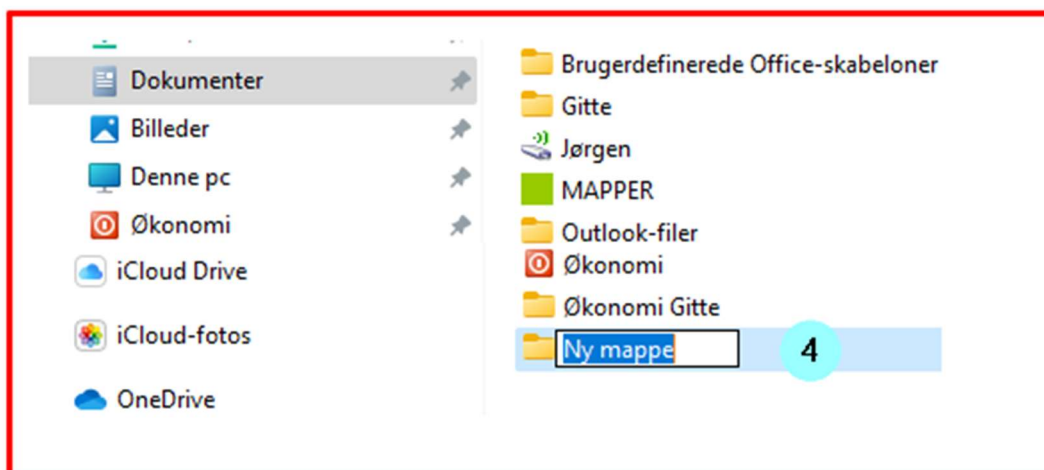 Dokumenter
Billeder
Denne pc
Økonomi
iCloud Drive
iCloud-fotos
OneDrive
Brugerdefinerede Office-skabeloner
Gitte
Jørgen
MAPPER
Outlook-filer
Økonomi
Økonomi Gitte
Ny mappe 4